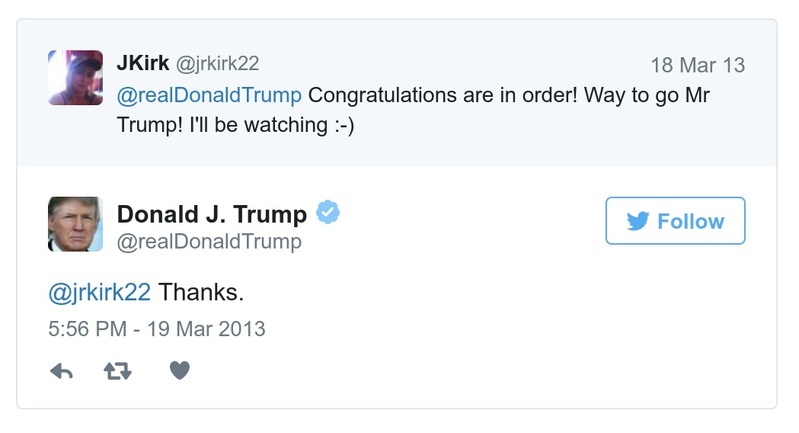 JKirk @jrkirk22 18 Mar 13
@realDonaldTrump Congratulations are in order! Way to go Mr
Trump! I'll be watching :-)
Donald J. Trump
@realDonaldTrump
Follow
@jrkirk22 Thanks.
5:56 PM - 19 Mar 2013